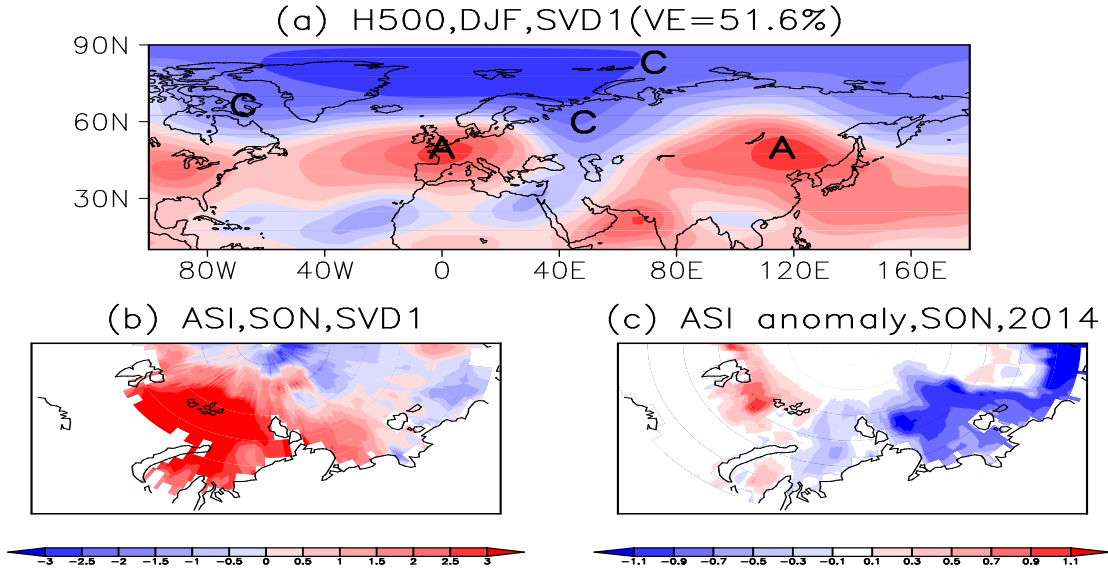 (a) H500,DJF,SVD1(VE=51.6%)
90N
C
C
60N
C
A
A
30N
80W 40W 0 40E 80E 120E 160E
(b) ASI,SON,SVD1
(c) ASI anomaly,SON,2014
-3 -2.5 -2 -1.5 -1 -0.5 0 0.5 1 1.5 2 2.5 3
-1.1 -0.9 -0.7 -0.5 -0.3 -0.1 0.1 0.3 0.5 0.7 0.9 1.1